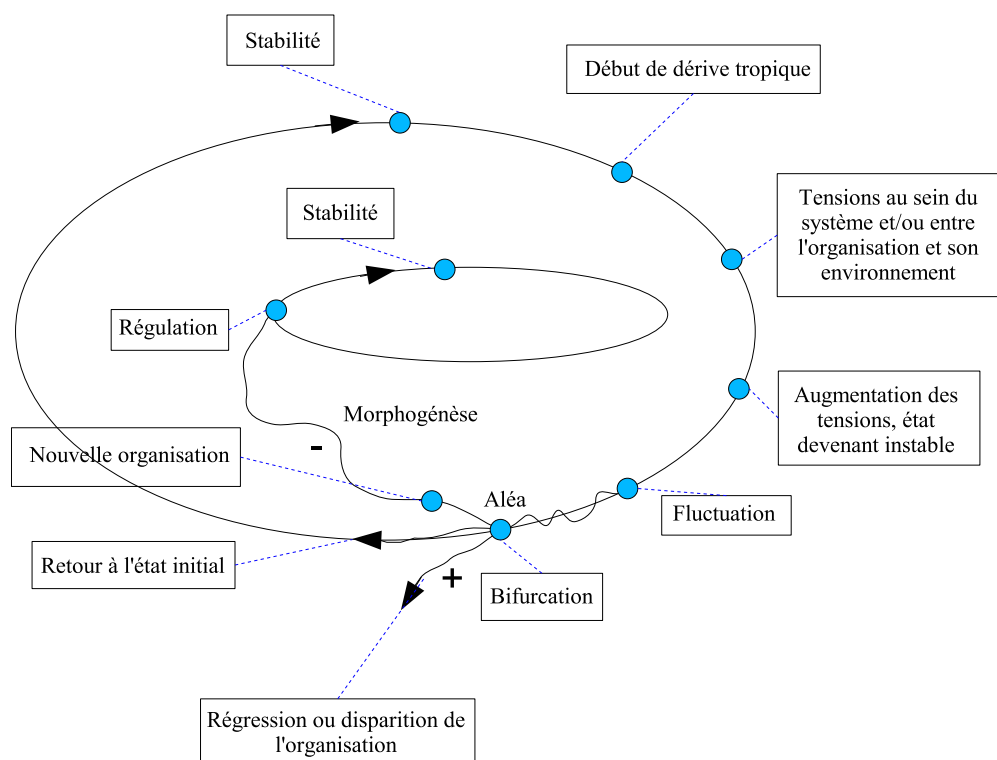 Stabilité
Début de dérive tropique
Tensions au sein du
système et/ou entre
l'organisation et son
environnement
Stabilité
Régulation
Augmentation des
tensions, état
devenant instable
Morphogénèse
-
Nouvelle organisation
Aléa
Fluctuation
Retour à l'état initial
+
Bifurcation
Régression ou disparition de
l'organisation